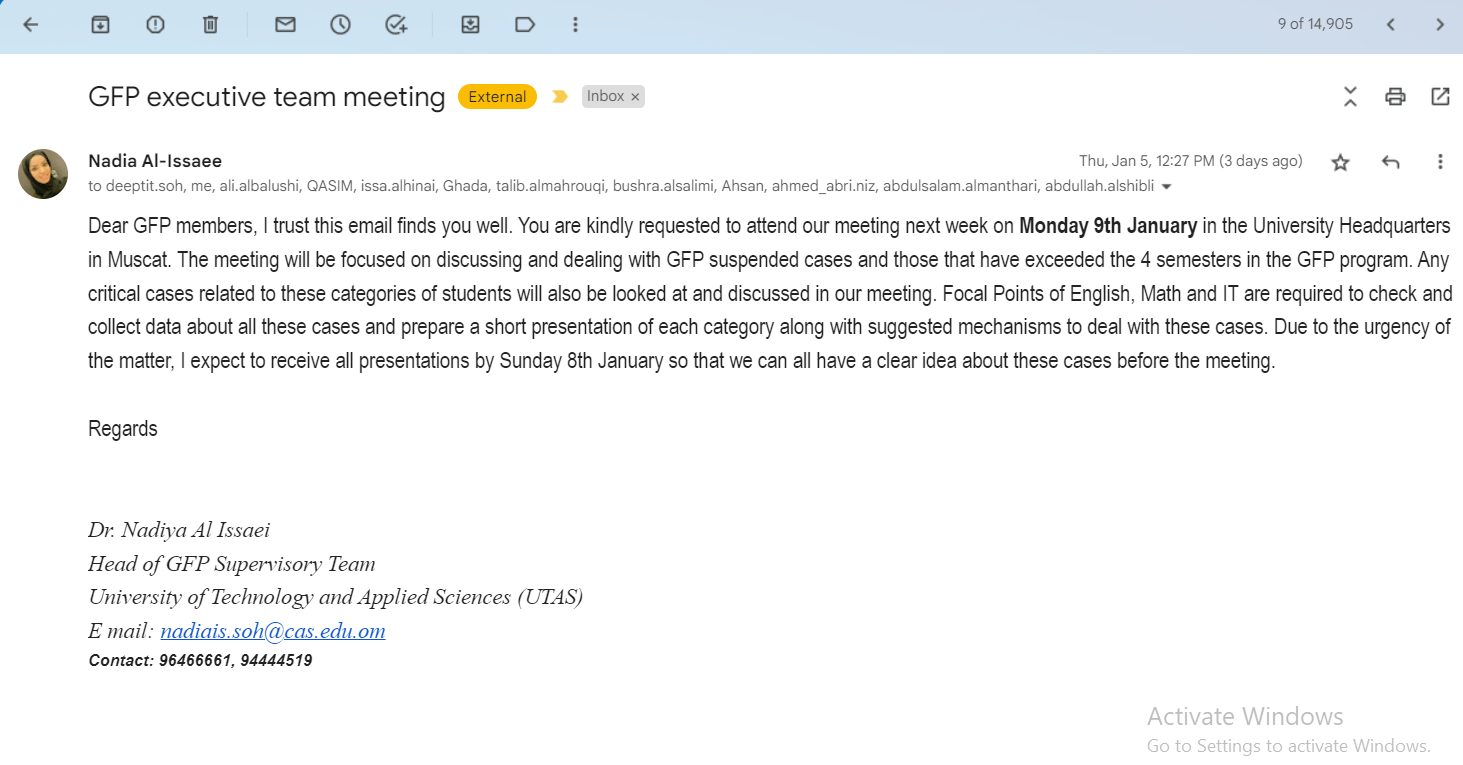 9 of 14,905
GFP executive team meeting External Inbox ×
Nadia Al-Issaee Thu, Jan 5, 12:27 PM (3 days ago)
to deeptit.soh, me, ali.albalushi, QASIM, issa.alhinai, Ghada, talib.almahrouqi, bushra.alsalimi, Ahsan, ahmed_abri.niz, abdulsalam.almanthari, abdullah.alshibli
Dear GFP members, I trust this email finds you well. You are kindly requested to attend our meeting next week on Monday 9th January in the University Headquarters
in Muscat. The meeting will be focused on discussing and dealing with GFP suspended cases and those that have exceeded the 4 semesters in the GFP program. Any
critical cases related to these categories of students will also be looked at and discussed in our meeting. Focal Points of English, Math and IT are required to check and
collect data about all these cases and prepare a short presentation of each category along with suggested mechanisms to deal with these cases. Due to the urgency of
the matter, I expect to receive all presentations by Sunday 8th January so that we can all have a clear idea about these cases before the meeting.
Regards
Dr. Nadiya Al Issaei
Head of GFP Supervisory Team
University of Technology and Applied Sciences (UTAS)
E mail: nadiais.soh@cas.edu.om
Contact: 96466661, 94444519
Activate Windows
Go to Settings to activate Windows.